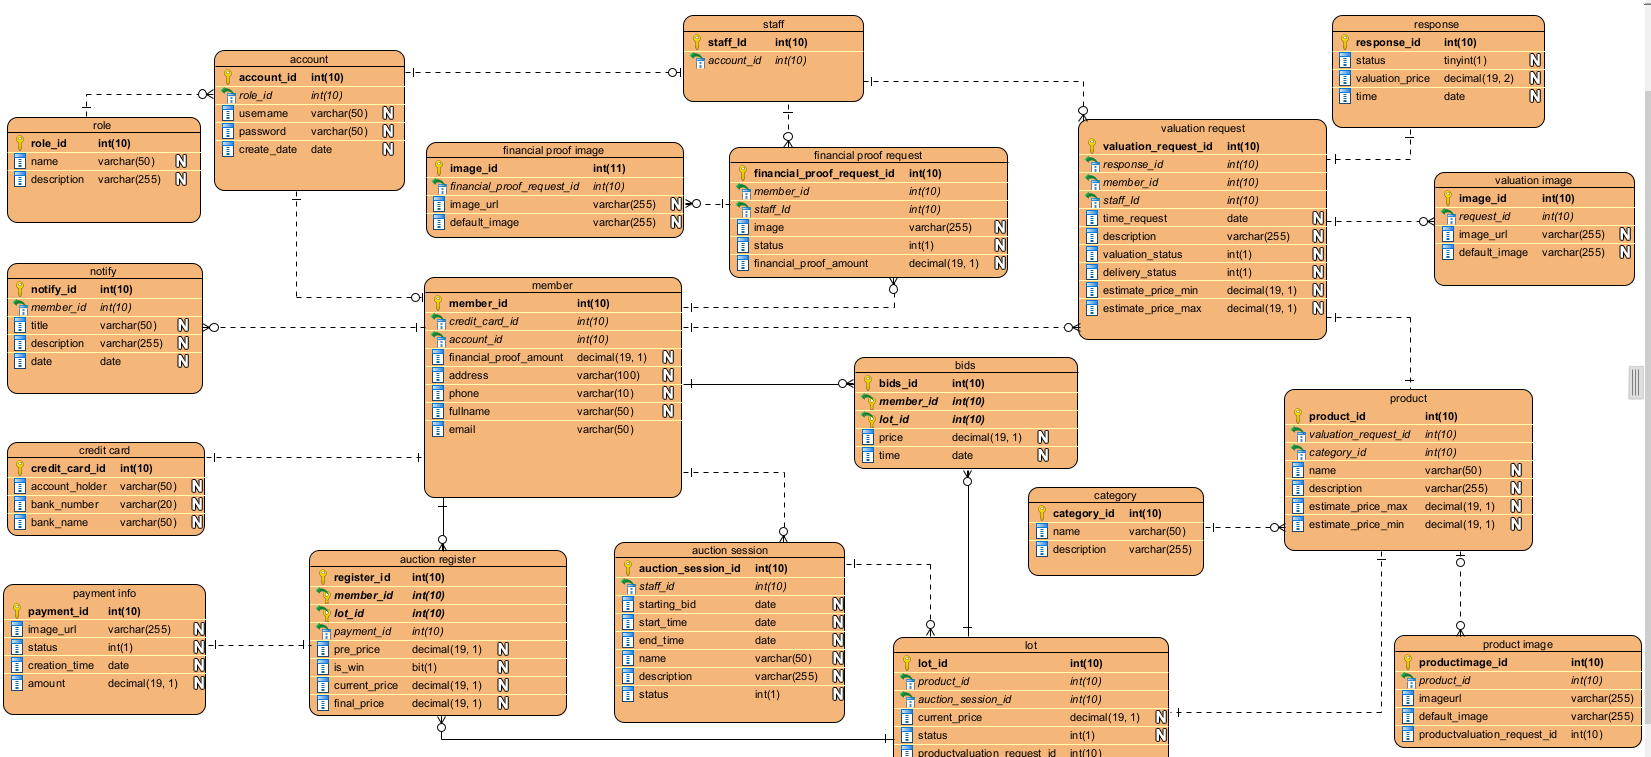 staff
staff_Id int(10)
account_id int(10)
response
response_id int(10)
status tinyint(1) N
valuation_price decimal(19, 2) N
time date N
account
account_id int(10)
role_id int(10)
username varchar(50) N
password varchar(50) N
create_date date N
role
role_id int(10)
name varchar(50) N
description varchar(255) N
financial proof image
image_id int(11)
financial_proof_request_id int(10)
image_url varchar(255) N
default_image varchar(255) N
financial proof request
financial_proof_request_id int(10)
member_id int(10)
staff_Id int(10)
image varchar(255) N
status int(1) N
financial_proof_amount decimal(19, 1) N
valuation request
valuation_request_id int(10)
response_id int(10)
member_id int(10)
staff_Id int(10)
time_request date N
description varchar(255) N
valuation_status int(1) N
delivery_status int(1) N
estimate_price_min decimal(19, 1) N
estimate_price_max decimal(19, 1) N
valuation image
image_id int(10)
request_id int(10)
image_url varchar(255) N
default_image varchar(255) N
notify
notify_id int(10)
member_id int(10)
title varchar(50) N
description varchar(255) N
date date N
member
member_id int(10)
credit_card_id int(10)
account_id int(10)
financial_proof_amount decimal(19, 1) N
address varchar(100) N
phone varchar(10) N
fullname varchar(50) N
email varchar(50)
bids
bids_id int(10)
member_id int(10)
lot_id int(10)
price decimal(19, 1) N
time date N
product
product_id int(10)
valuation_request_id int(10)
category_id int(10)
name varchar(50) N
description varchar(255) N
estimate_price_max decimal(19, 1) N
estimate_price_min decimal(19, 1) N
credit card
credit_card_id int(10)
account_holder varchar(50) N
bank_number varchar(20) N
bank_name varchar(50) N
category
category_id int(10)
name varchar(50)
description varchar(255)
auction register
register_id int(10)
member_id int(10)
lot_id int(10)
payment_id int(10)
pre_price decimal(19, 1) N
is_win bit(1) N
current_price decimal(19, 1) N
final_price decimal(19, 1) N
auction session
auction_session_id int(10)
staff_id int(10)
starting_bid date N
start_time date N
end_time date N
name varchar(50) N
description varchar(255) N
status int(1) N
payment info
payment_id int(10)
image_url varchar(255) N
status int(1) N
creation_time date N
amount decimal(19, 1) N
lot
lot_id int(10)
product_id int(10)
auction_session_id int(10)
current_price decimal(19, 1) N
status int(1) N
productvaluation_request_id int(10)
product image
productimage_id int(10)
product_id int(10)
imageurl varchar(255)
default_image varchar(255)
productvaluation_request_id int(10)